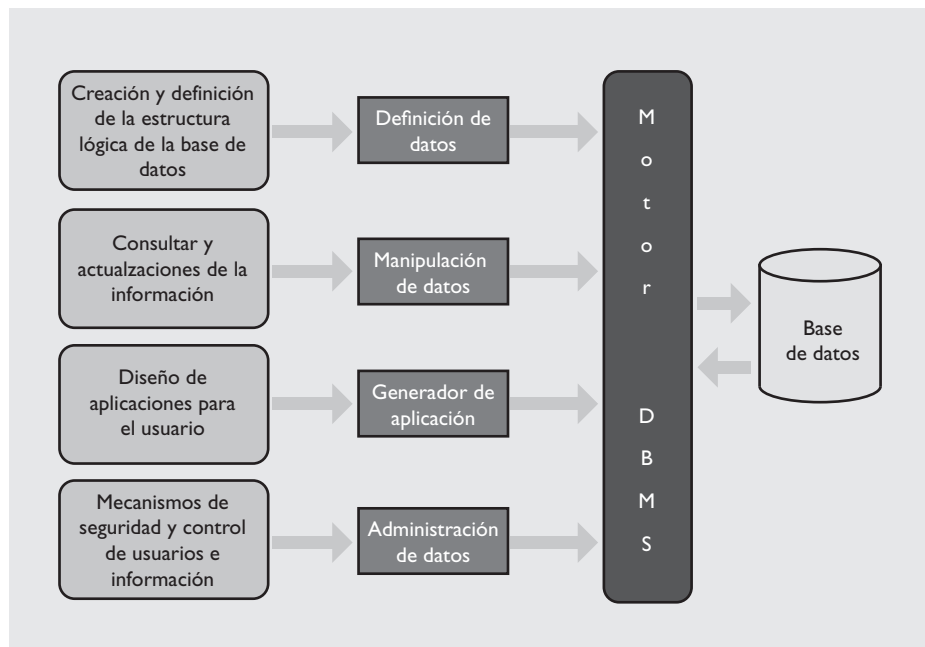 Creación y definición
de la estructura
lógica de la base de
datos
Definición de
datos
Consultar y
actualzaciones de la
información
Manipulación
de datos
Diseño de
aplicaciones para
el usuario
Generador de
aplicación
Mecanismos de
seguridad y control
de usuarios e
información
Administración
de datos
M
o
t
o
r
D
B
M
S
Base
de datos